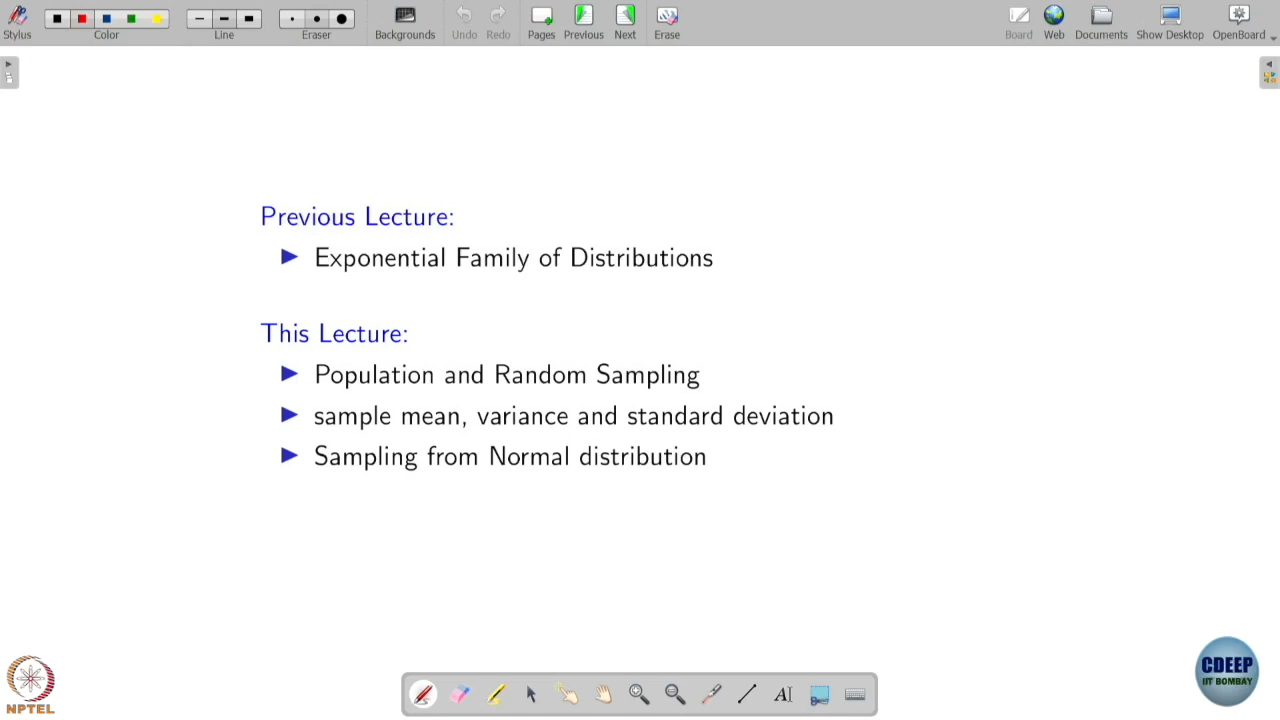 Stylus
Color
Line
Eraser
Backgrounds
Undo
Redo
Pages
Previous
Next
Erase
Board
Web
Documents
Show Desktop
OpenBoard
Previous Lecture:
Exponential Family of Distributions
This Lecture:
Population and Random Sampling
sample mean, variance and standard deviation
Sampling from Normal distribution
AI
NPTEL
CDEEP
IIT BOMBAY